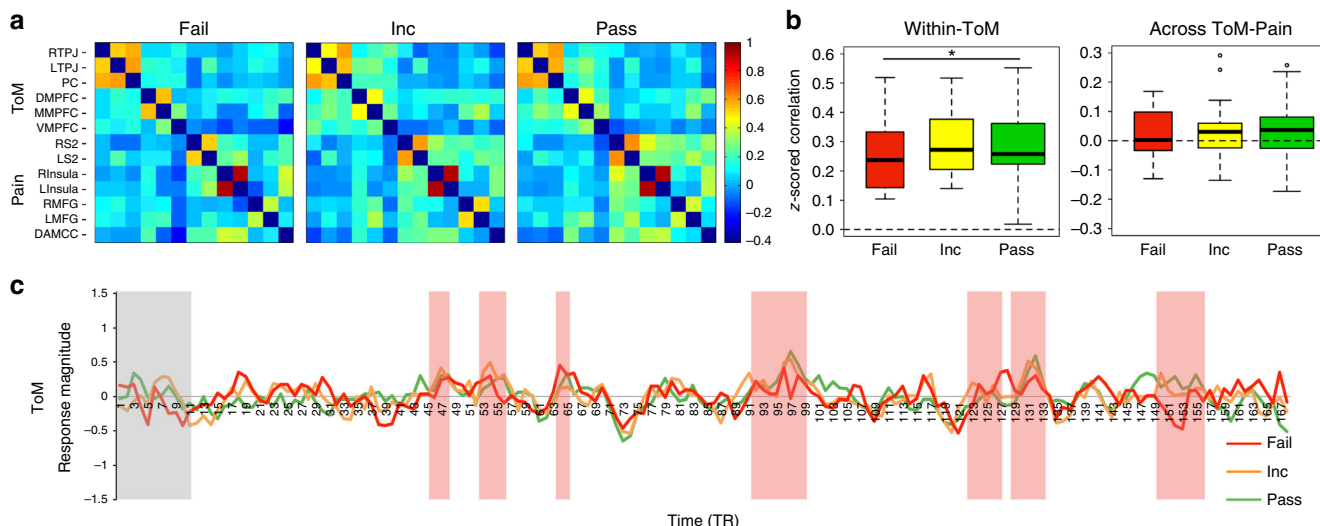 a
Fail
Inc
Pass
ToM
Pain
RTPJ
LTPJ
PC
DMPFC
MMPFC
VMPFC
RS2
LS2
RInsula
LInsula
RMFG
LMFG
DAMCC
1
0.8
0.6
0.4
0.2
0
−0.2
−0.4
b
Within-ToM
z-scored correlation
0.6
0.5
0.4
0.3
0.2
0.1
0.0
*
Fail
Inc
Pass
Across ToM-Pain
0.3
0.2
0.1
0.0
−0.1
−0.2
−0.3
Fail
Inc
Pass
c
ToM
Response magnitude
1.5
1
0.5
0
−0.5
−1
−1.5
Fail
Inc
Pass
Time (TR)